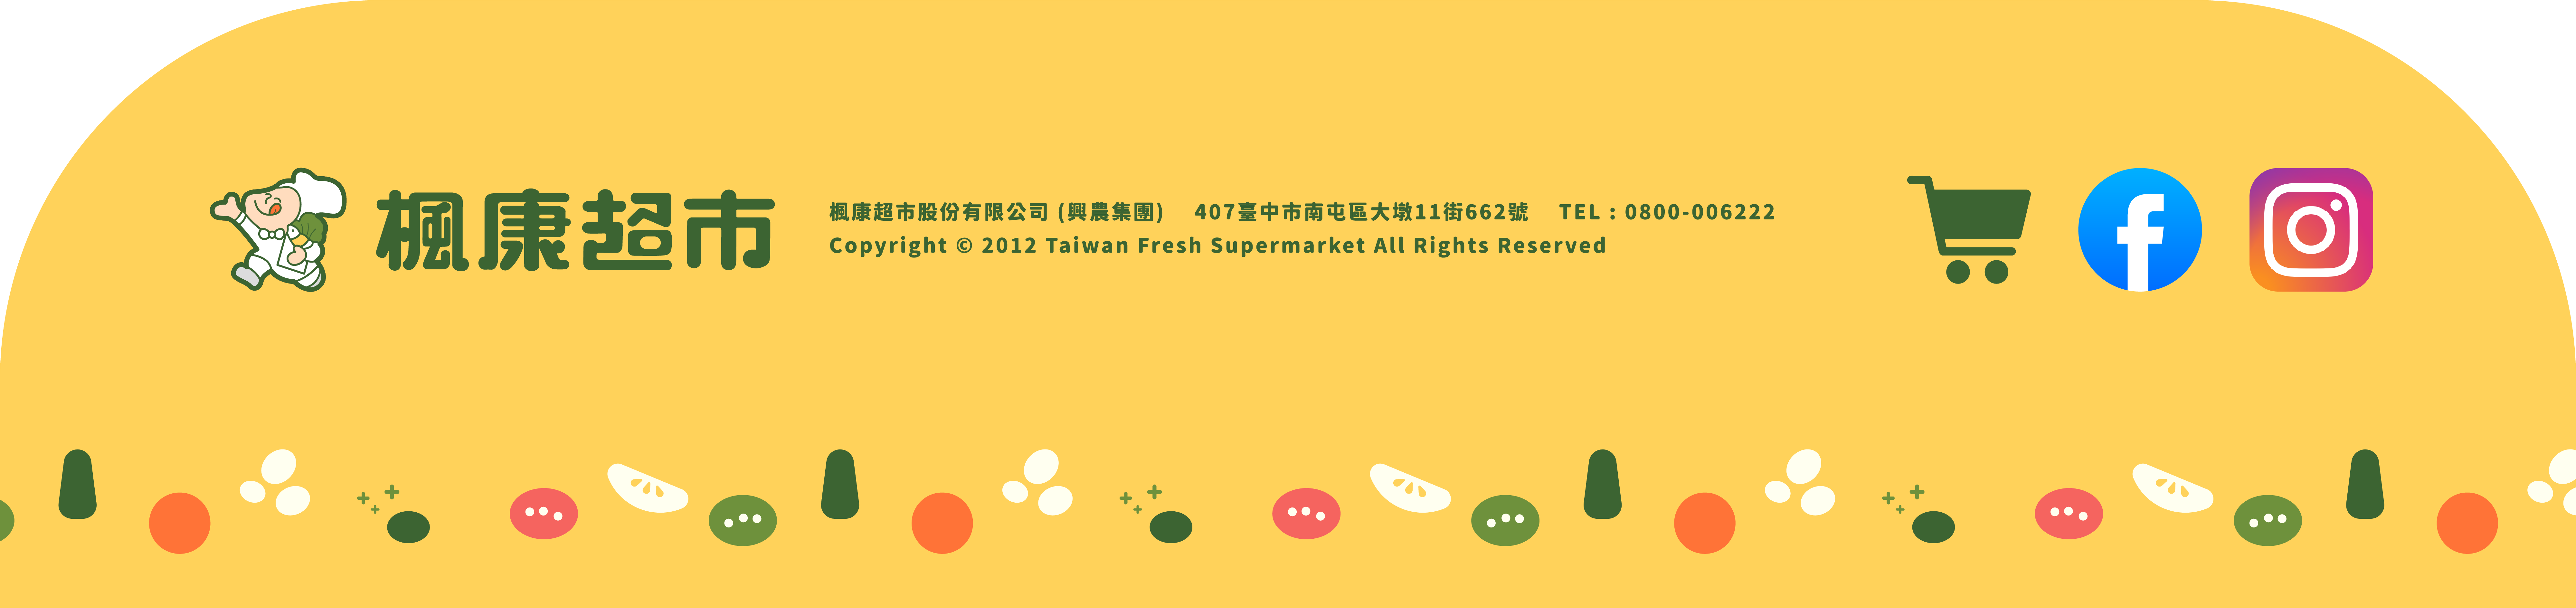 楓康超市
楓康超市股份有限公司 (興農集團) 407臺中市南屯區大墩11街662號 TEL : 0800-006222
Copyright © 2012 Taiwan Fresh Supermarket All Rights Reserved